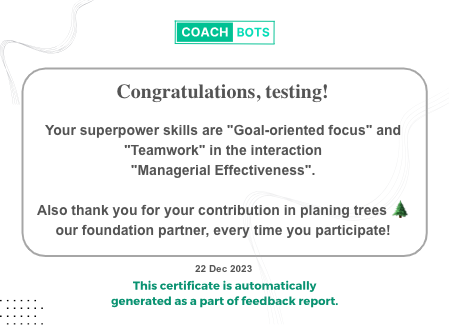 COACH BOTS
Congratulations, testing!
Your superpower skills are "Goal-oriented focus" and
"Teamwork" in the interaction
"Managerial Effectiveness".
Also thank you for your contribution in planing trees 🌲
our foundation partner, every time you participate!
22 Dec 2023
This certificate is automatically
generated as a part of feedback report.